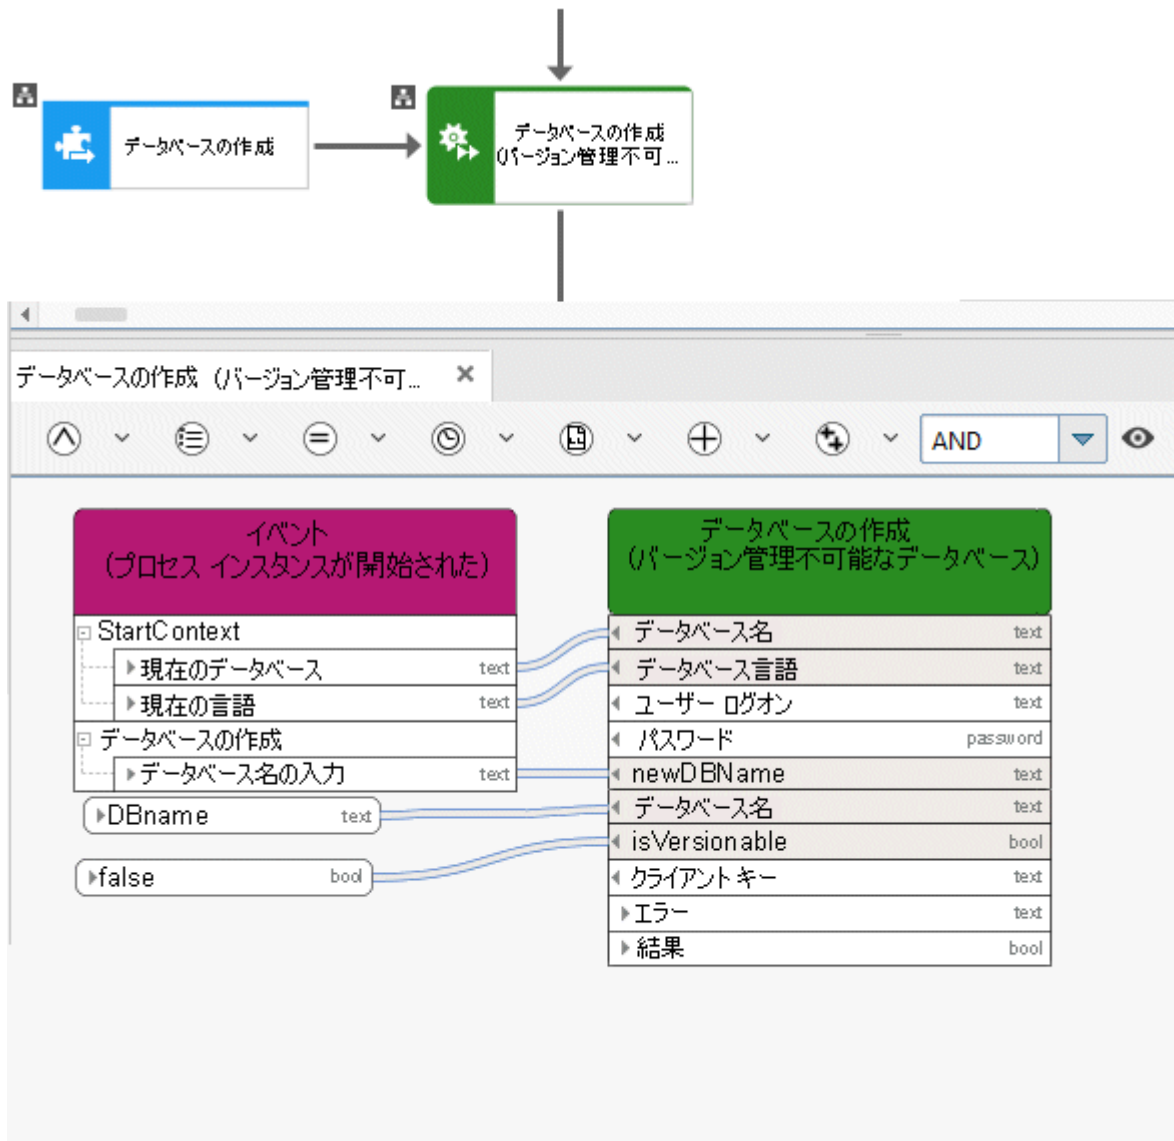 データベースの作成
データベースの作成
(バージョン管理不可...
データベースの作成 (バージョン管理不可...
AND
イベント
(プロセス インスタンスが開始された)
データベースの作成
(バージョン管理不可能なデータベース)
StartContext
現在のデータベース text
現在の言語 text
データベースの作成
データベース名の入力 text
DBname text
false bool
データベース名 text
データベース言語 text
ユーザー ログオン text
パスワード password
newDBName text
データベース名 text
isVersionable bool
クライアント キー text
エラー text
結果 bool